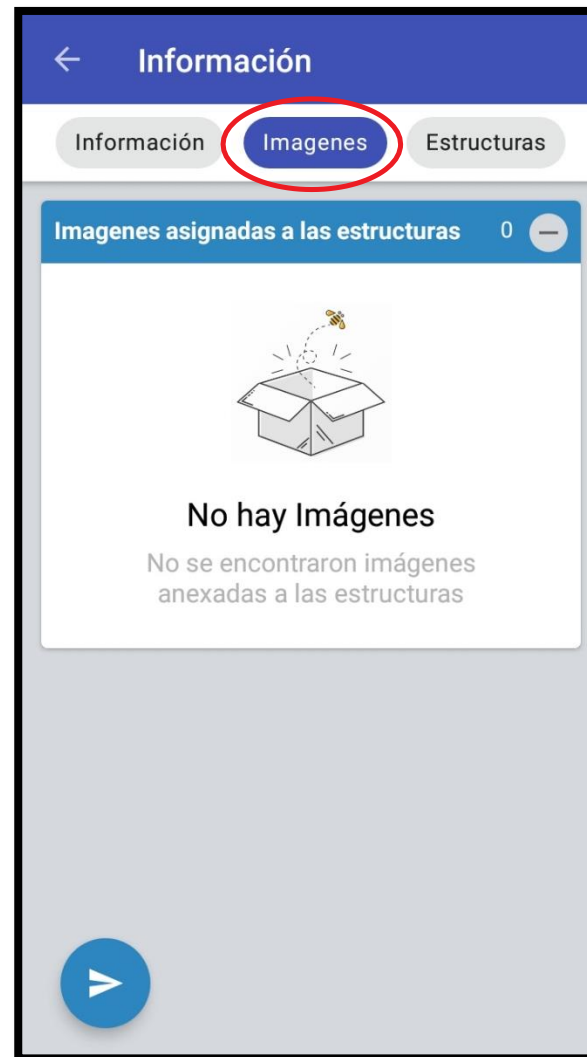 Información
Información Imagenes Estructuras
Imagenes asignadas a las estructuras 0
No hay Imágenes
No se encontraron imágenes
anexadas a las estructuras